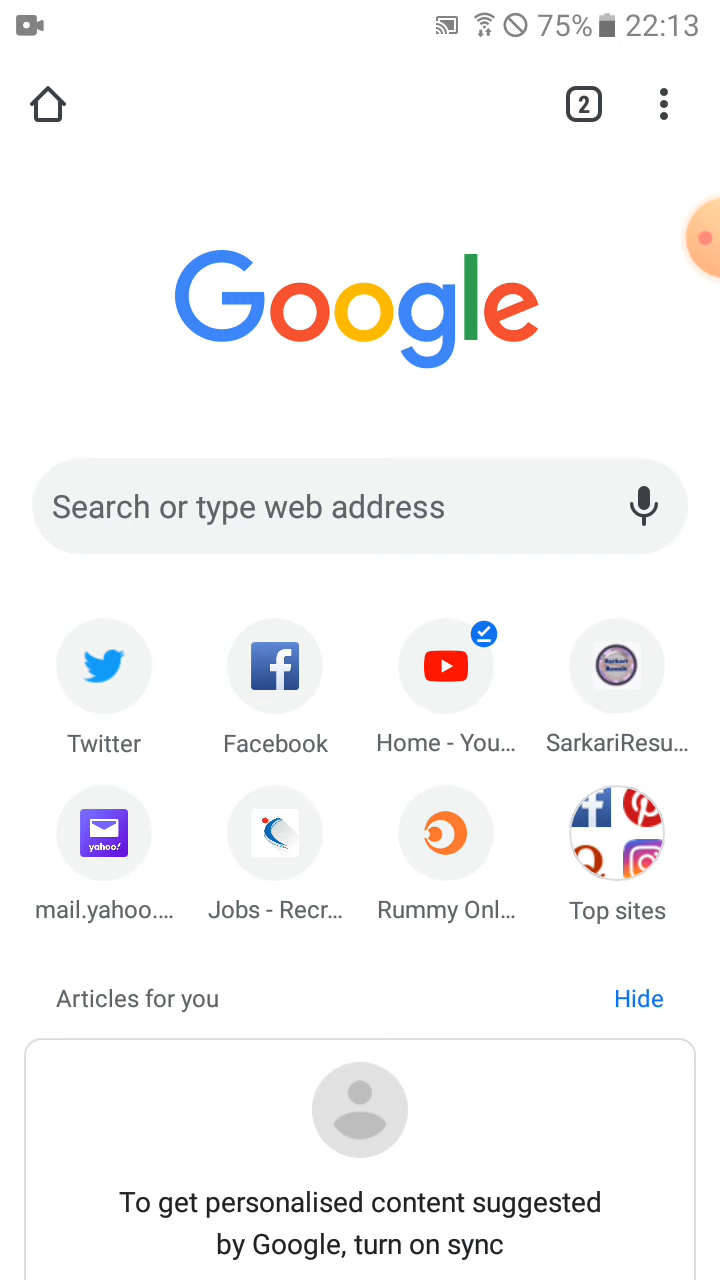 75% 22:13
2
Google
Search or type web address
Twitter Facebook Home - You... SarkariResu...
mail.yahoo.... Jobs - Recr... Rummy Onl... Top sites
Articles for you Hide
To get personalised content suggested
by Google, turn on sync
Sarkari
Result
yahoo!